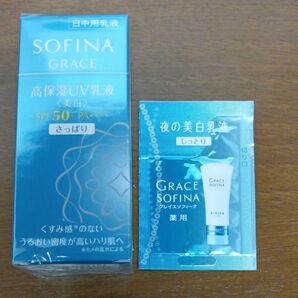 日中用乳液
SOFINA
GRACE
高保湿UV乳液
〈美白〉
SPF50+ PA++++
さっぱり
くすみ感*のない
うるおい密度が高いハリ肌へ
夜の美白乳液
しっとり
GRACE
SOFINA
グレイスソフィーナ
薬用